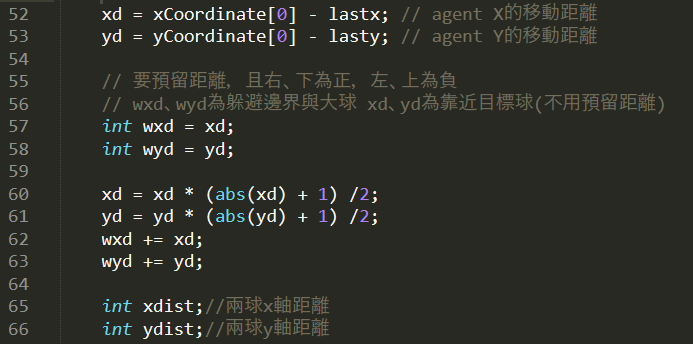 52 xd = xCoordinate[0] - lastx; // agent X的移動距離
53 yd = yCoordinate[0] - lasty; // agent Y的移動距離
54
55 // 要預留距離, 且右、下為正, 左、上為負
56 // wxd、wyd為躲避邊界與大球 xd、yd為靠近目標球(不用預留距離)
57 int wxd = xd;
58 int wyd = yd;
59
60 xd = xd * (abs(xd) + 1) /2;
61 yd = yd * (abs(yd) + 1) /2;
62 wxd += xd;
63 wyd += yd;
64
65 int xdist;//兩球x軸距離
66 int ydist;//兩球y軸距離